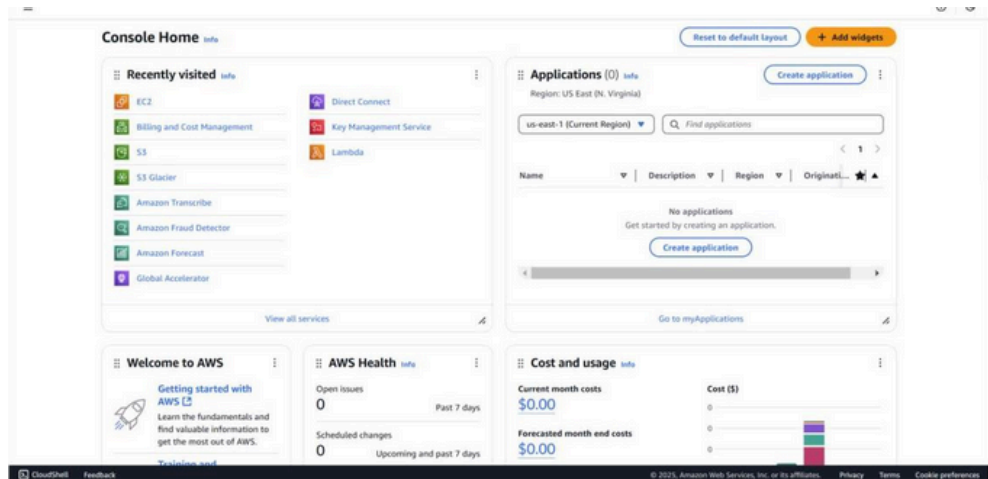 Console Home Info
Reset to default layout
+ Add widgets
Recently visited Info
EC2
Billing and Cost Management
S3
S3 Glacier
Amazon Transcribe
Amazon Fraud Detector
Amazon Forecast
Global Accelerator
Direct Connect
Key Management Service
Lambda
View all services
Applications (0) Info
Create application
Region: US East (N. Virginia)
us-east-1 (Current Region)
Find applications
1
Name
Description
Region
Originati...
No applications
Get started by creating an application.
Create application
Go to myApplications
Welcome to AWS
Getting started with
AWS
Learn the fundamentals and
find valuable information to
get the most out of AWS.
Training and
AWS Health Info
Open issues
0
Past 7 days
Scheduled changes
0
Upcoming and past 7 days
Cost and usage Info
Current month costs
$0.00
Forecasted month end costs
$0.00
Cost ($)
0
0
0
CloudShell
Feedback
© 2025, Amazon Web Services, Inc. or its affiliates.
Privacy
Terms
Cookie preferences